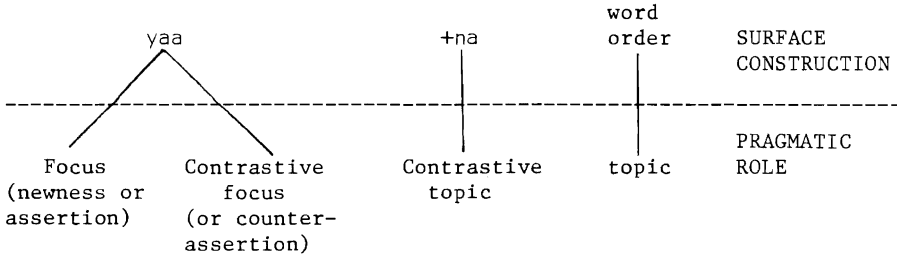 yaa +na word order SURFACE CONSTRUCTION
Focus (newness or assertion)
Contrastive focus (or counter-assertion)
Contrastive topic
topic
PRAGMATIC ROLE